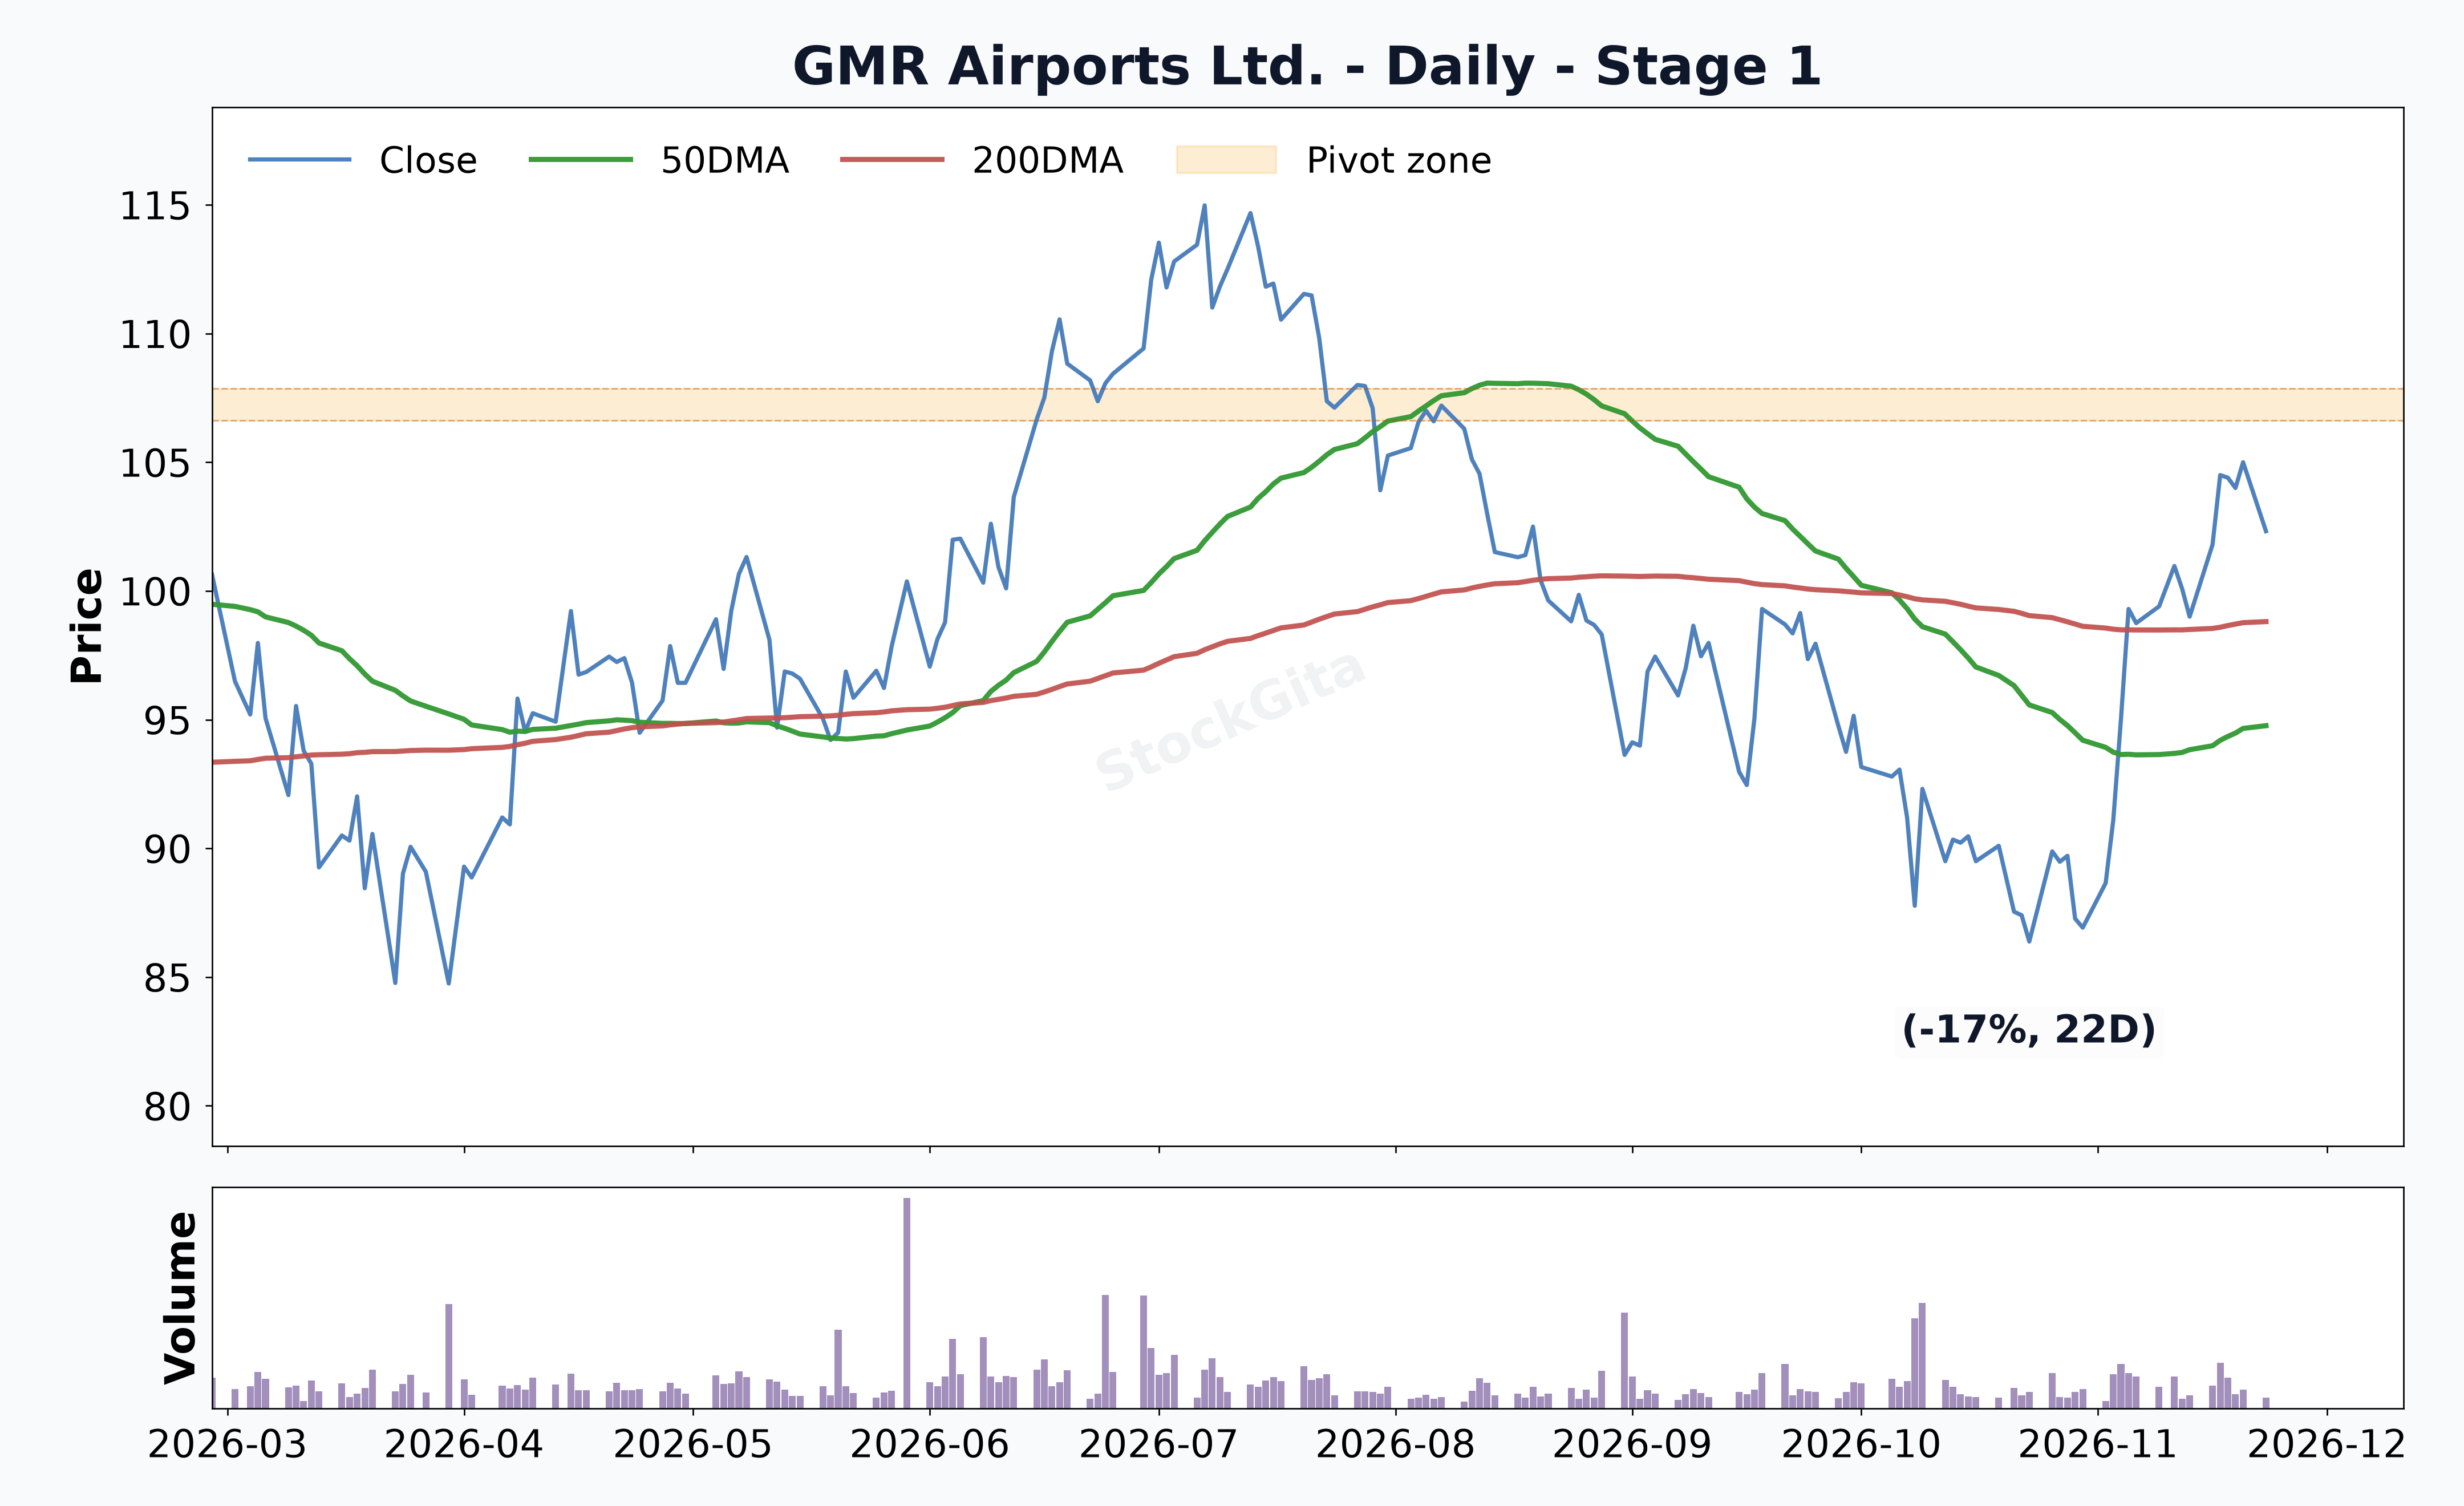 GMR Airports Ltd. - Daily - Stage 1
Close 50DMA 200DMA Pivot zone
115
110
105
100
95
90
85
80
Price
StockGita
(-17%, 22D)
Volume
2026-03 2026-04 2026-05 2026-06 2026-07 2026-08 2026-09 2026-10 2026-11 2026-12